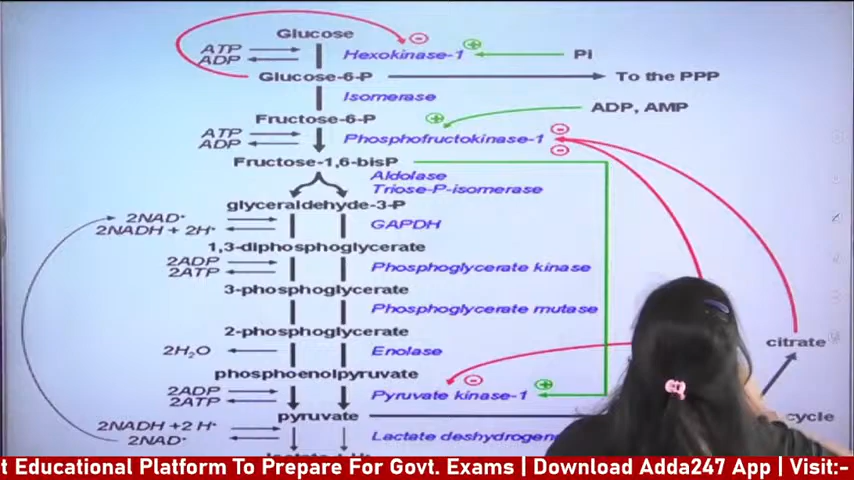 Glucose
ATP
ADP
Hexokinase-1
Pi
Glucose-6-P
To the PPP
Isomerase
ADP, AMP
Fructose-6-P
ATP
ADP
Phosphofructokinase-1
Fructose-1,6-bisP
Aldolase
Triose-P-isomerase
glyceraldehyde-3-P
2NAD⁺
2NADH + 2H⁺
GAPDH
1,3-diphosphoglycerate
2ADP
2ATP
Phosphoglycerate kinase
3-phosphoglycerate
Phosphoglycerate mutase
2-phosphoglycerate
citrate
2H₂O
Enolase
phosphoenolpyruvate
2ADP
2ATP
Pyruvate kinase-1
pyruvate
cycle
2NADH +2 H⁺
2NAD⁺
Lactate deshydrogen
t Educational Platform To Prepare For Govt. Exams | Download Adda247 App | Visit:-